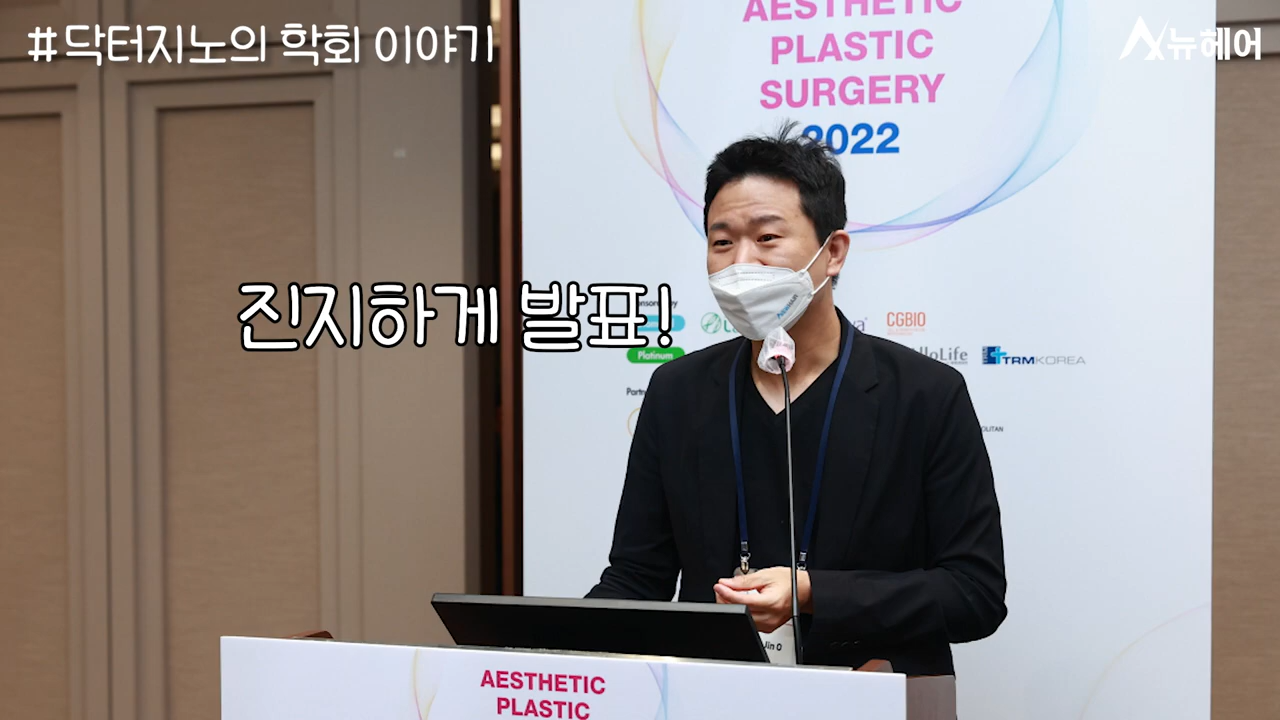 #닥터지노의 학회 이야기
뉴헤어
AESTHETIC
PLASTIC
SURGERY
2022
진지하게 발표!
CGBIO
Platinum
TRMKOREA
Jin O
AESTHETIC
PLASTIC